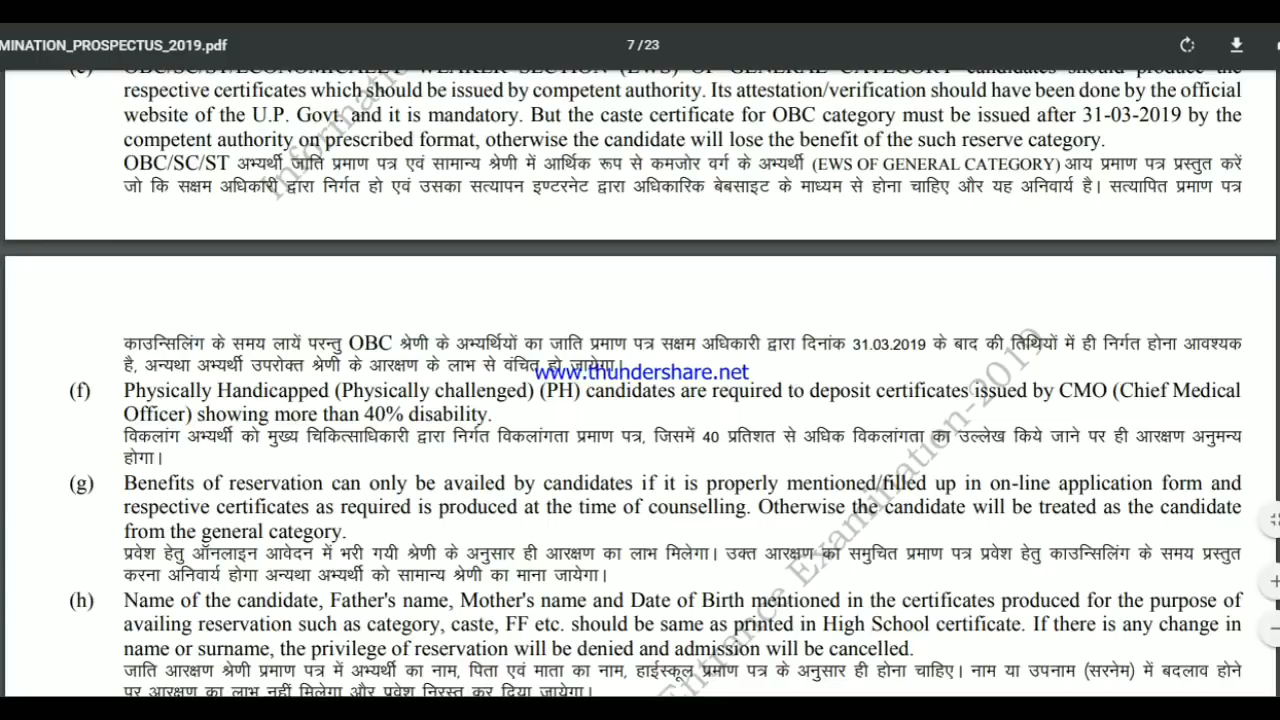 MINATION_PROSPECTUS_2019.pdf
7 / 23
OBC/SC/ST/ECONOMICALLY WEAKER SECTION (EWS) OF GENERAL CATEGORY candidates should produce the
respective certificates which should be issued by competent authority. Its attestation/verification should have been done by the official
website of the U.P. Govt. and it is mandatory. But the caste certificate for OBC category must be issued after 31-03-2019 by the
competent authority on prescribed format, otherwise the candidate will lose the benefit of the such reserve category.
OBC/SC/ST अभ्यर्थी जाति प्रमाण पत्र एवं सामान्य श्रेणी में आर्थिक रूप से कमजोर वर्ग के अभ्यर्थी (EWS OF GENERAL CATEGORY) आय प्रमाण पत्र प्रस्तुत करें
जो कि सक्षम अधिकारी द्वारा निर्गत हो एवं उसका सत्यापन इण्टरनेट द्वारा अधिकारिक बेबसाइट के माध्यम से होना चाहिए और यह अनिवार्य है। सत्यापित प्रमाण पत्र
काउन्सिलिंग के समय लायें परन्तु OBC श्रेणी के अभ्यर्थियों का जाति प्रमाण पत्र सक्षम अधिकारी द्वारा दिनांक 31.03.2019 के बाद की तिथियों में ही निर्गत होना आवश्यक
है, अन्यथा अभ्यर्थी उपरोक्त श्रेणी के आरक्षण के लाभ से वंचित हो जायेगा।
www.thundershare.net
(f) Physically Handicapped (Physically challenged) (PH) candidates are required to deposit certificates issued by CMO (Chief Medical
Officer) showing more than 40% disability.
विकलांग अभ्यर्थी को मुख्य चिकित्साधिकारी द्वारा निर्गत विकलांगता प्रमाण पत्र, जिसमें 40 प्रतिशत से अधिक विकलांगता का उल्लेख किये जाने पर ही आरक्षण अनुमन्य
होगा।
(g) Benefits of reservation can only be availed by candidates if it is properly mentioned/filled up in on-line application form and
respective certificates as required is produced at the time of counselling. Otherwise the candidate will be treated as the candidate
from the general category.
प्रवेश हेतु ऑनलाइन आवेदन में भरी गयी श्रेणी के अनुसार ही आरक्षण का लाभ मिलेगा। उक्त आरक्षण का समुचित प्रमाण पत्र प्रवेश हेतु काउन्सिलिंग के समय प्रस्तुत
करना अनिवार्य होगा अन्यथा अभ्यर्थी को सामान्य श्रेणी का माना जायेगा।
(h) Name of the candidate, Father's name, Mother's name and Date of Birth mentioned in the certificates produced for the purpose of
availing reservation such as category, caste, FF etc. should be same as printed in High School certificate. If there is any change in
name or surname, the privilege of reservation will be denied and admission will be cancelled.
जाति आरक्षण श्रेणी प्रमाण पत्र में अभ्यर्थी का नाम, पिता एवं माता का नाम, हाईस्कूल प्रमाण पत्र के अनुसार ही होना चाहिए। नाम या उपनाम (सरनेम) में बदलाव होने
पर आरक्षण का लाभ नहीं मिलेगा और प्रवेश निरस्त कर दिया जायेगा।
Entrance Examination-2019